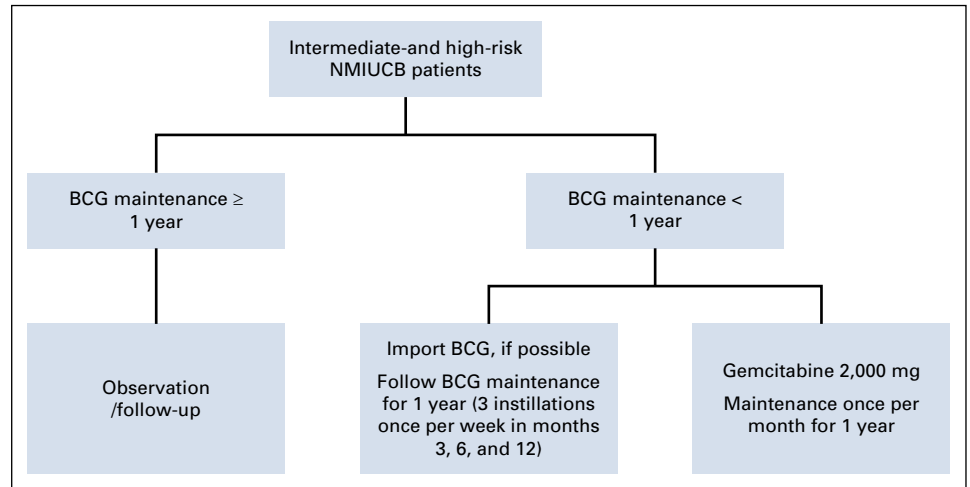 Intermediate-and high-risk
NMIUCB patients
BCG maintenance ≥
1 year
BCG maintenance <
1 year
Observation
/follow-up
Import BCG, if possible
Follow BCG maintenance
for 1 year (3 instillations
once per week in months
3, 6, and 12)
Gemcitabine 2,000 mg
Maintenance once per
month for 1 year